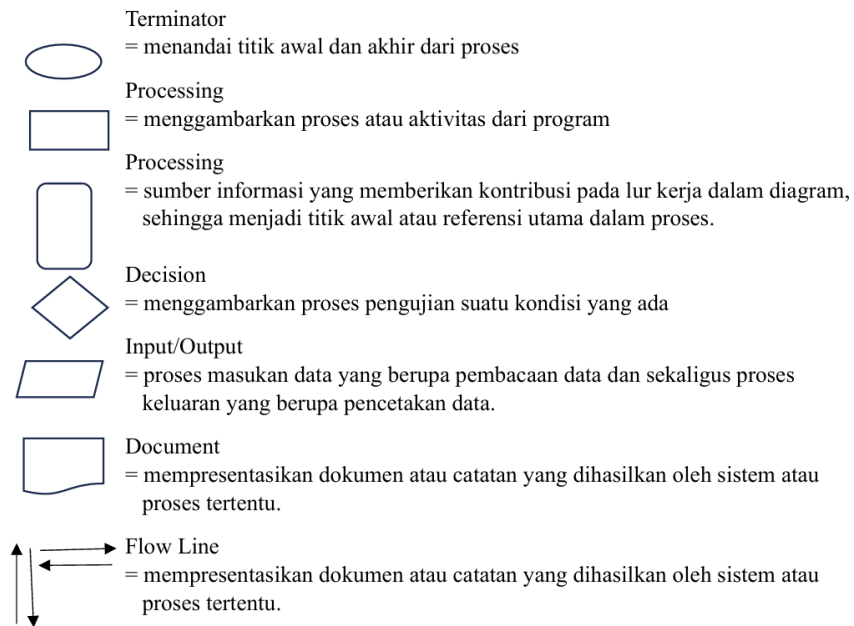 Terminator
= menandai titik awal dan akhir dari proses
Processing
= menggambarkan proses atau aktivitas dari program
Processing
= sumber informasi yang memberikan kontribusi pada lur kerja dalam diagram,
sehingga menjadi titik awal atau referensi utama dalam proses.
Decision
= menggambarkan proses pengujian suatu kondisi yang ada
Input/Output
= proses masukan data yang berupa pembacaan data dan sekaligus proses
keluaran yang berupa pencetakan data.
Document
= mempresentasikan dokumen atau catatan yang dihasilkan oleh sistem atau
proses tertentu.
Flow Line
= mempresentasikan dokumen atau catatan yang dihasilkan oleh sistem atau
proses tertentu.